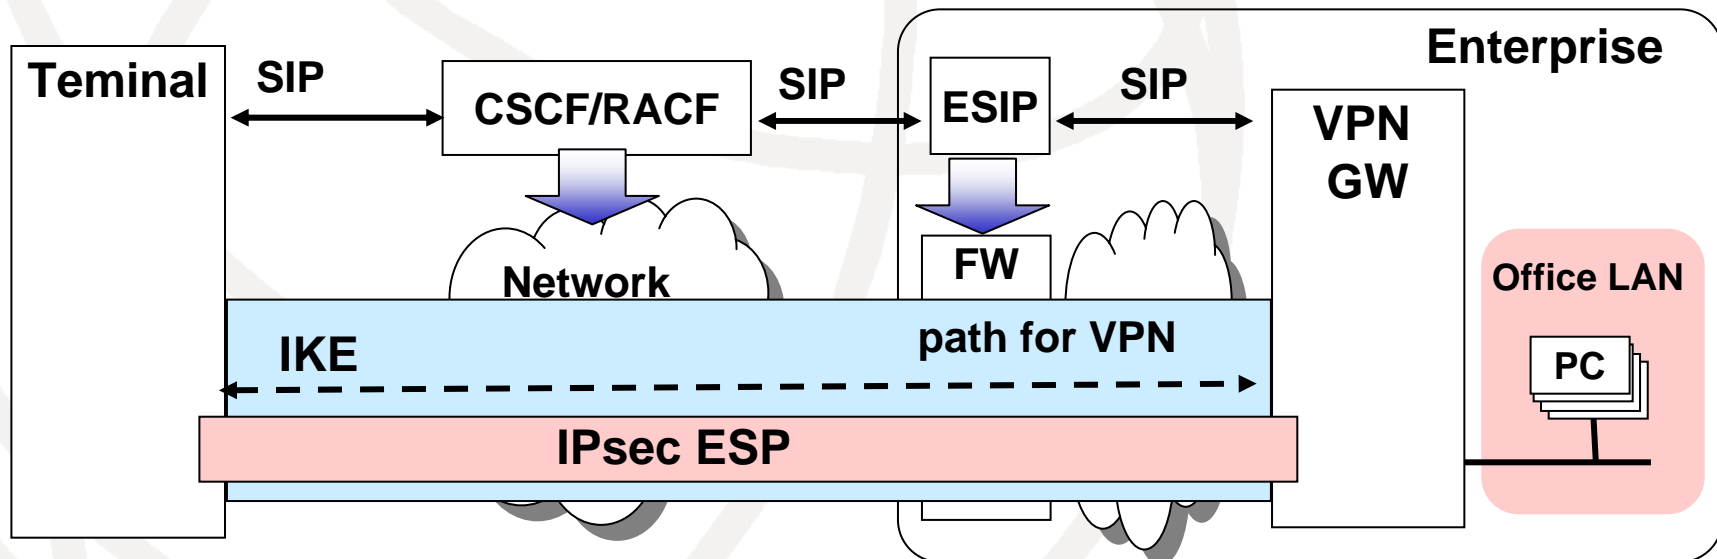 Enterprise
Teminal
SIP
CSCF/RACF
SIP
ESIP
SIP
VPN
GW
Network
FW
Office LAN
IKE
path for VPN
PC
IPsec ESP